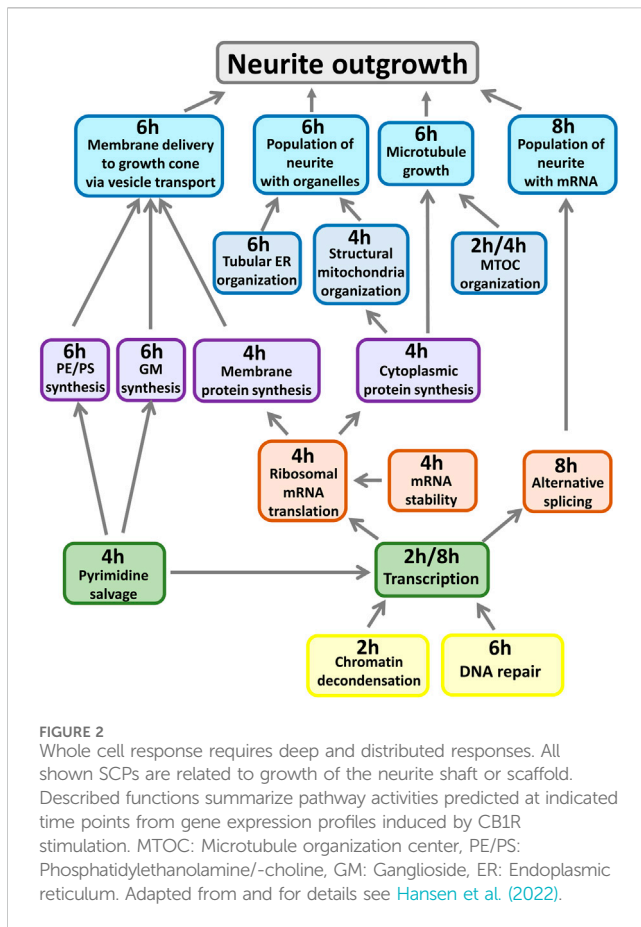 Neurite outgrowth
6h
Membrane delivery
to growth cone
via vesicle transport
6h
Population of
neurite
with organelles
6h
Microtubule
growth
8h
Population of
neurite
with mRNA
6h
Tubular ER
organization
4h
Structural
mitochondria
organization
2h/4h
MTOC
organization
6h
PE/PS
synthesis
6h
GM
synthesis
4h
Membrane
protein synthesis
4h
Cytoplasmic
protein synthesis
4h
Ribosomal
mRNA
translation
4h
mRNA
stability
8h
Alternative
splicing
4h
Pyrimidine
salvage
2h/8h
Transcription
2h
Chromatin
decondensation
6h
DNA repair
FIGURE 2
Whole cell response requires deep and distributed responses. All
shown SCPs are related to growth of the neurite shaft or scaffold.
Described functions summarize pathway activities predicted at indicated
time points from gene expression profiles induced by CB1R
stimulation. MTOC: Microtubule organization center, PE/PS:
Phosphatidylethanolamine/-choline, GM: Ganglioside, ER: Endoplasmic
reticulum. Adapted from and for details see Hansen et al. (2022).